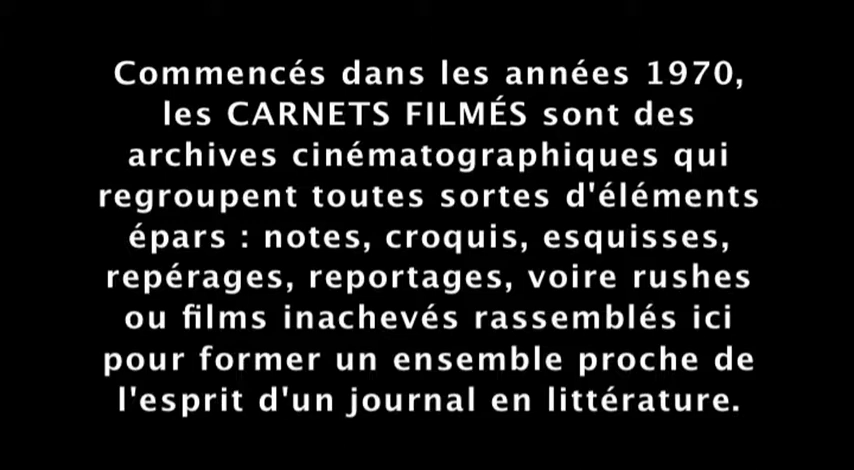 Commencés dans les années 1970,
les CARNETS FILMÉS sont des
archives cinématographiques qui
regroupent toutes sortes d'éléments
épars : notes, croquis, esquisses,
repérages, reportages, voire rushes
ou films inachevés rassemblés ici
pour former un ensemble proche de
l'esprit d'un journal en littérature.